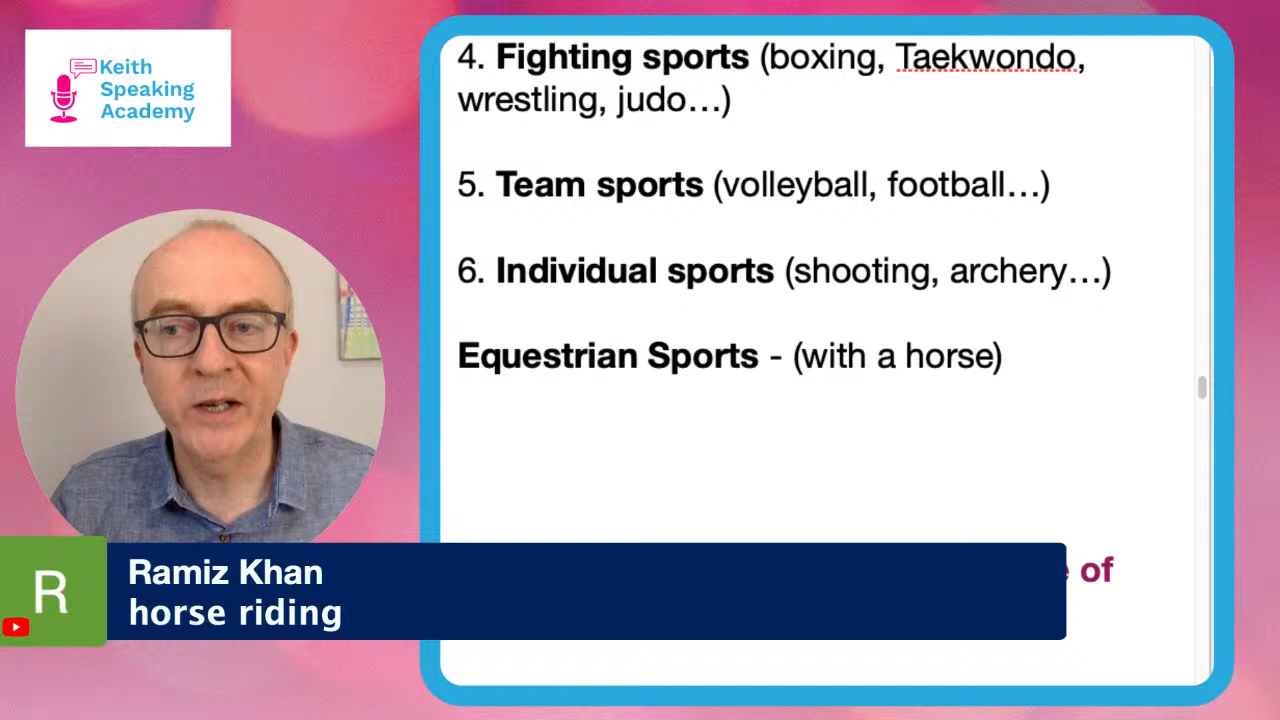 Keith
Speaking
Academy
4. Fighting sports (boxing, Taekwondo,
wrestling, judo…)
5. Team sports (volleyball, football…)
6. Individual sports (shooting, archery…)
Equestrian Sports - (with a horse)
of
R
Ramiz Khan
horse riding